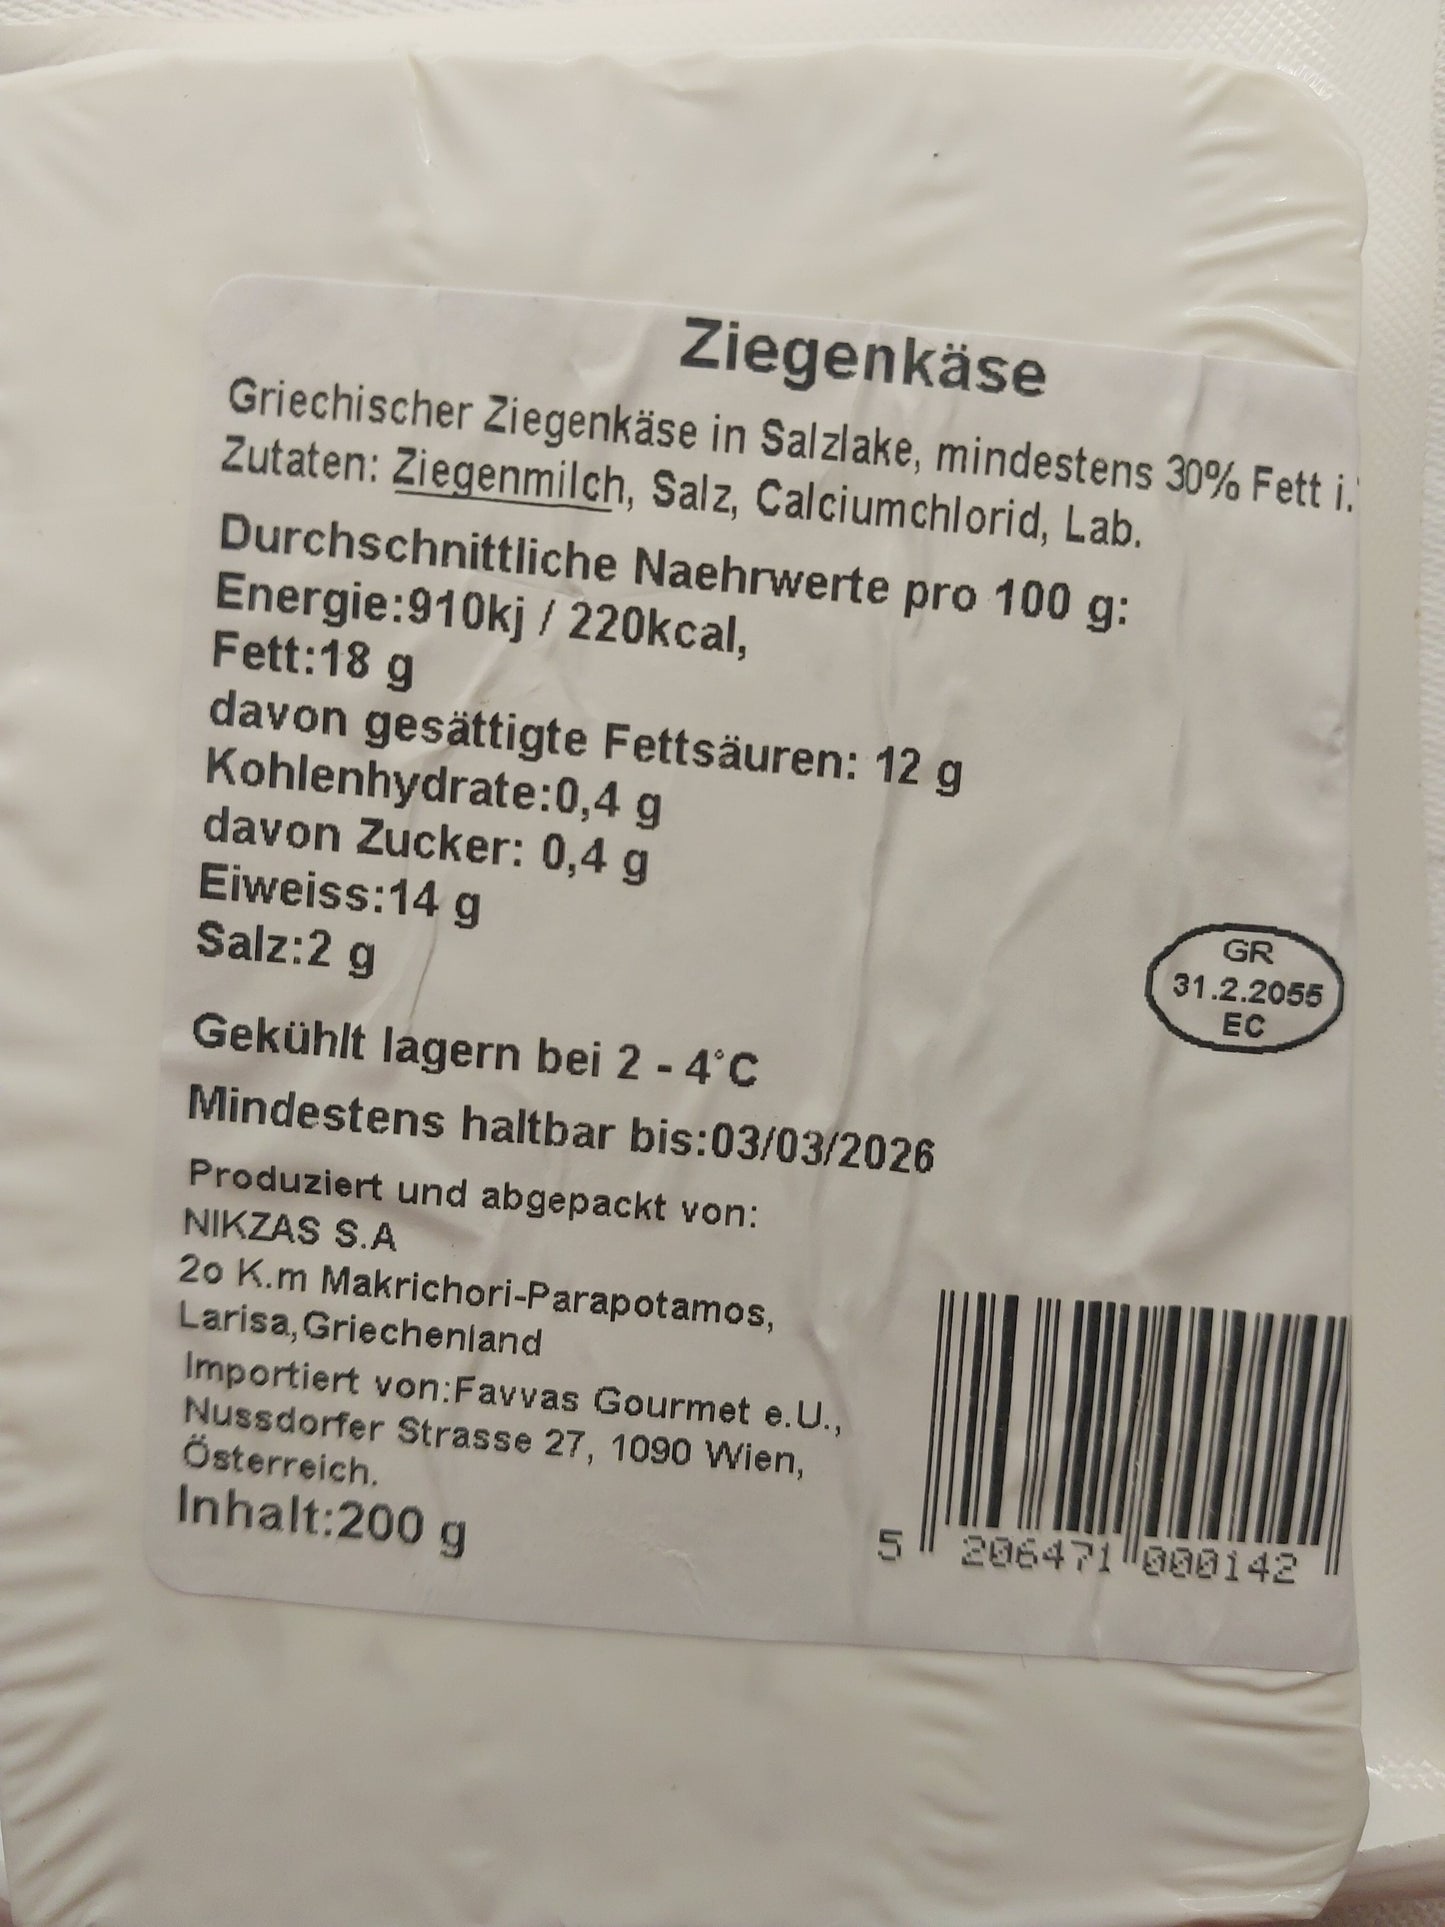 Ziegenkäse
Griechischer Ziegenkäse in Salzlake, mindestens 30% Fett i.
Zutaten: Ziegenmilch, Salz, Calciumchlorid, Lab.
Durchschnittliche Naehrwerte pro 100 g:
Energie:910kj / 220kcal,
Fett:18 g
davon gesättigte Fettsäuren: 12 g
Kohlenhydrate:0,4 g
davon Zucker: 0,4 g
Eiweiss:14 g
Salz:2 g
GR
31.2.2055
EC
Gekühlt lagern bei 2 - 4°C
Mindestens haltbar bis:03/03/2026
Produziert und abgepackt von:
NIKZAS S.A
2o K.m Makrichori-Parapotamos,
Larisa,Griechenland
Importiert von:Favvas Gourmet e.U.,
Nussdorfer Strasse 27, 1090 Wien,
Österreich.
Inhalt:200 g
5 206471 000142